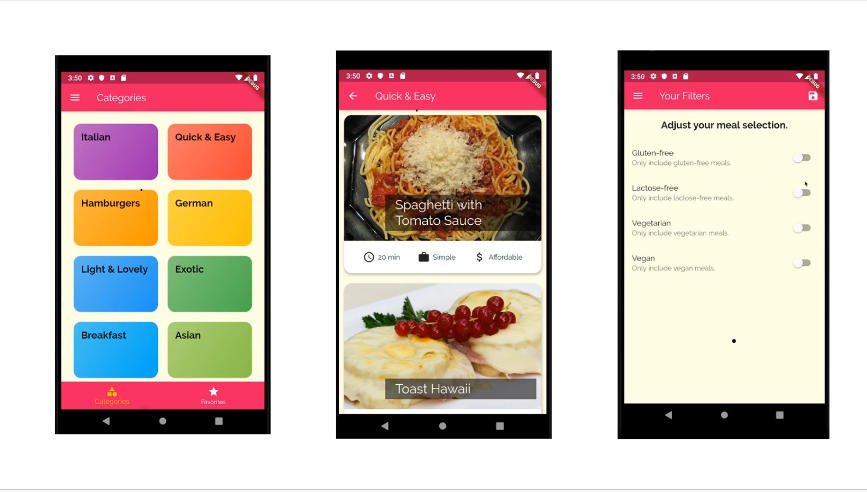 3:50
DEBUG
Categories
Italian
Quick & Easy
Hamburgers
German
Light & Lovely
Exotic
Breakfast
Asian
Categories
Favorites
3:50
DEBUG
Quick & Easy
Spaghetti with
Tomato Sauce
20 min
Simple
$ Affordable
Toast Hawaii
3:50
DEBUG
Your Filters
Adjust your meal selection.
Gluten-free
Only include gluten-free meals.
Lactose-free
Only include lactose-free meals.
Vegetarian
Only include vegetarian meals.
Vegan
Only include vegan meals.